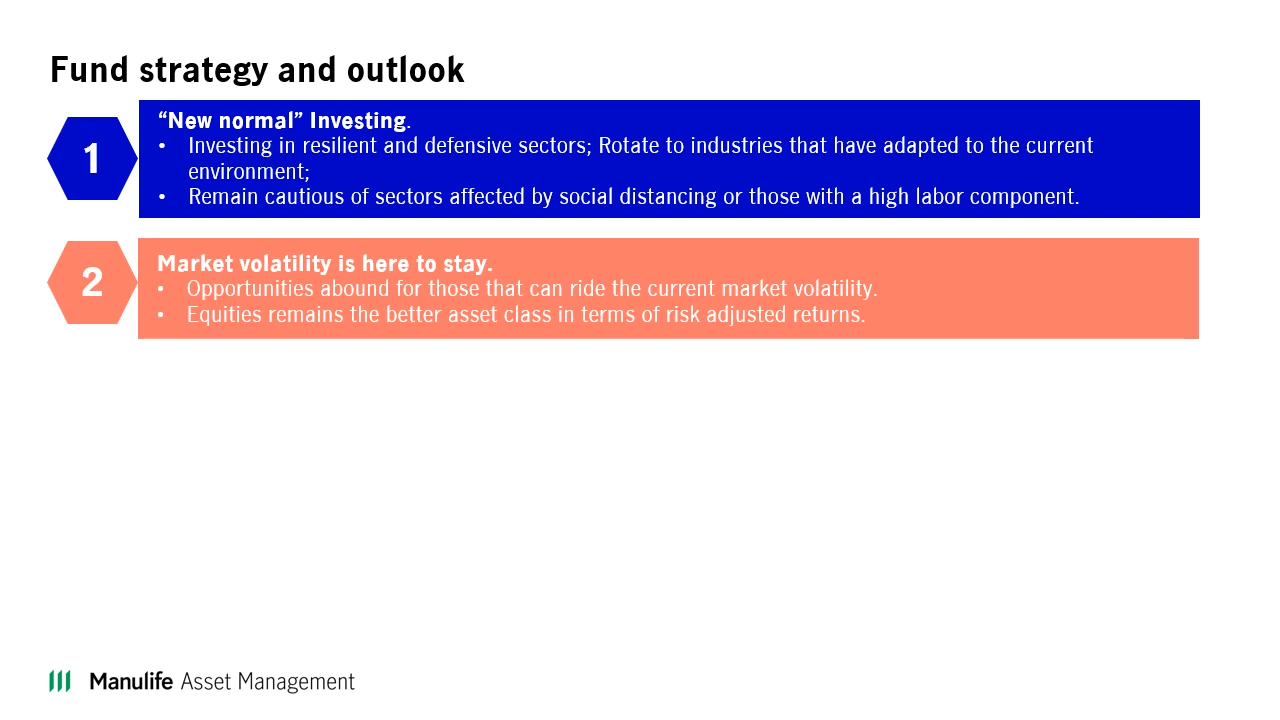 Fund strategy and outlook
1
“New normal” Investing.
• Investing in resilient and defensive sectors; Rotate to industries that have adapted to the current
environment;
• Remain cautious of sectors affected by social distancing or those with a high labor component.
2
Market volatility is here to stay.
• Opportunities abound for those that can ride the current market volatility.
• Equities remains the better asset class in terms of risk adjusted returns.
Manulife Asset Management